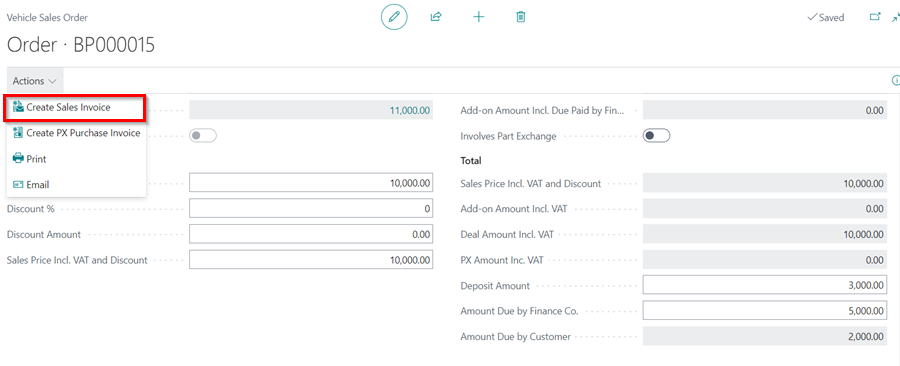 Vehicle Sales Order
Saved
Order · BP000015
Actions
Create Sales Invoice
Create PX Purchase Invoice
Print
Email
11,000.00
10,000.00
Discount % 0
Discount Amount 0.00
Sales Price Incl. VAT and Discount 10,000.00
Add-on Amount Incl. Due Paid by Fin... 0.00
Involves Part Exchange
Total
Sales Price Incl. VAT and Discount 10,000.00
Add-on Amount Incl. VAT 0.00
Deal Amount Incl. VAT 10,000.00
PX Amount Inc. VAT 0.00
Deposit Amount 3,000.00
Amount Due by Finance Co. 5,000.00
Amount Due by Customer 2,000.00